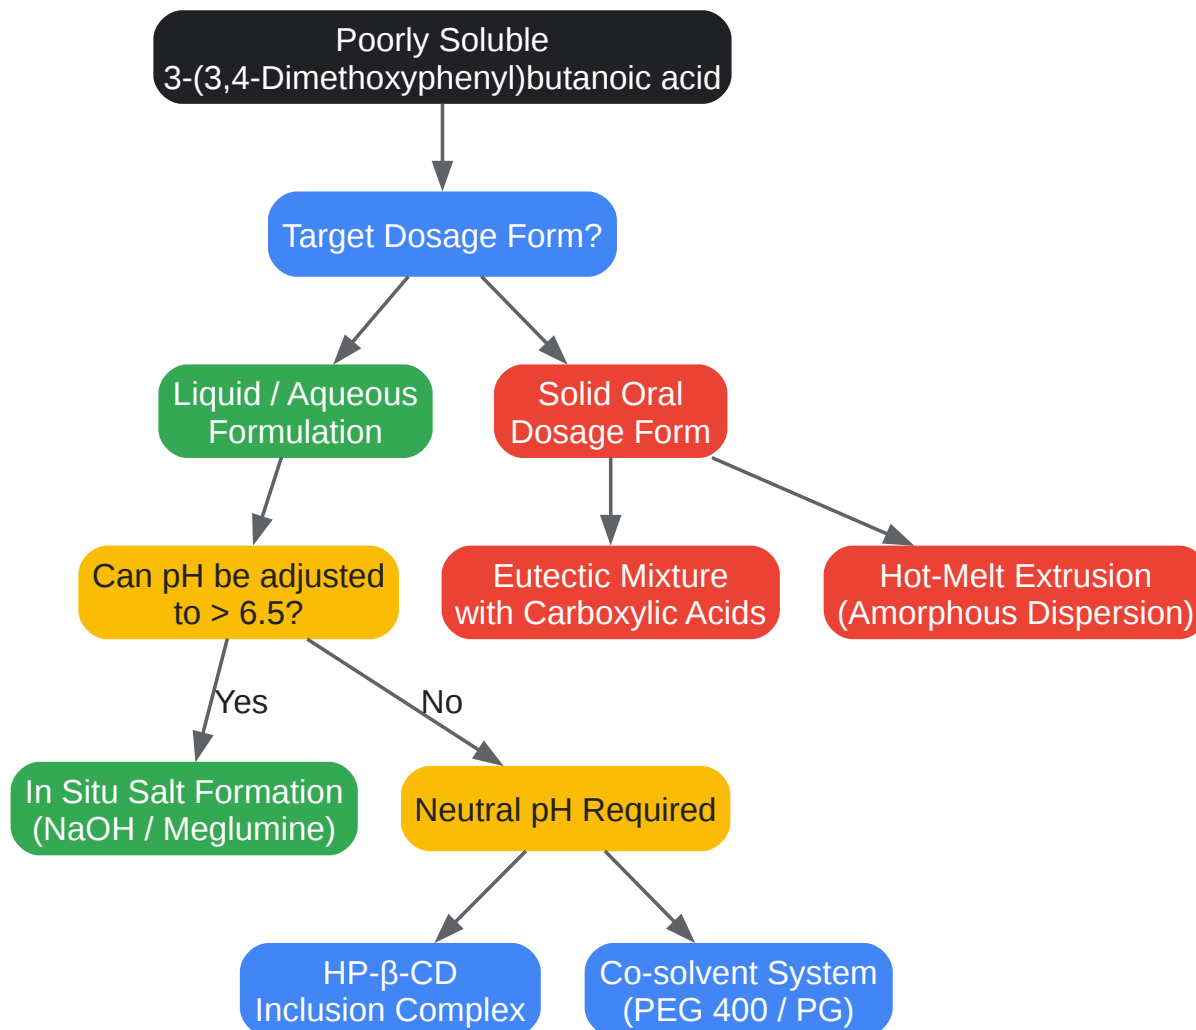 Poorly Soluble
3-(3,4-Dimethoxyphenyl)butanoic acid
Target Dosage Form?
Liquid / Aqueous
Formulation
Solid Oral
Dosage Form
Can pH be adjusted
to > 6.5?
Eutectic Mixture
with Carboxylic Acids
Hot-Melt Extrusion
(Amorphous Dispersion)
Yes
No
In Situ Salt Formation
(NaOH / Meglumine)
Neutral pH Required
HP-β-CD
Inclusion Complex
Co-solvent System
(PEG 400 / PG)